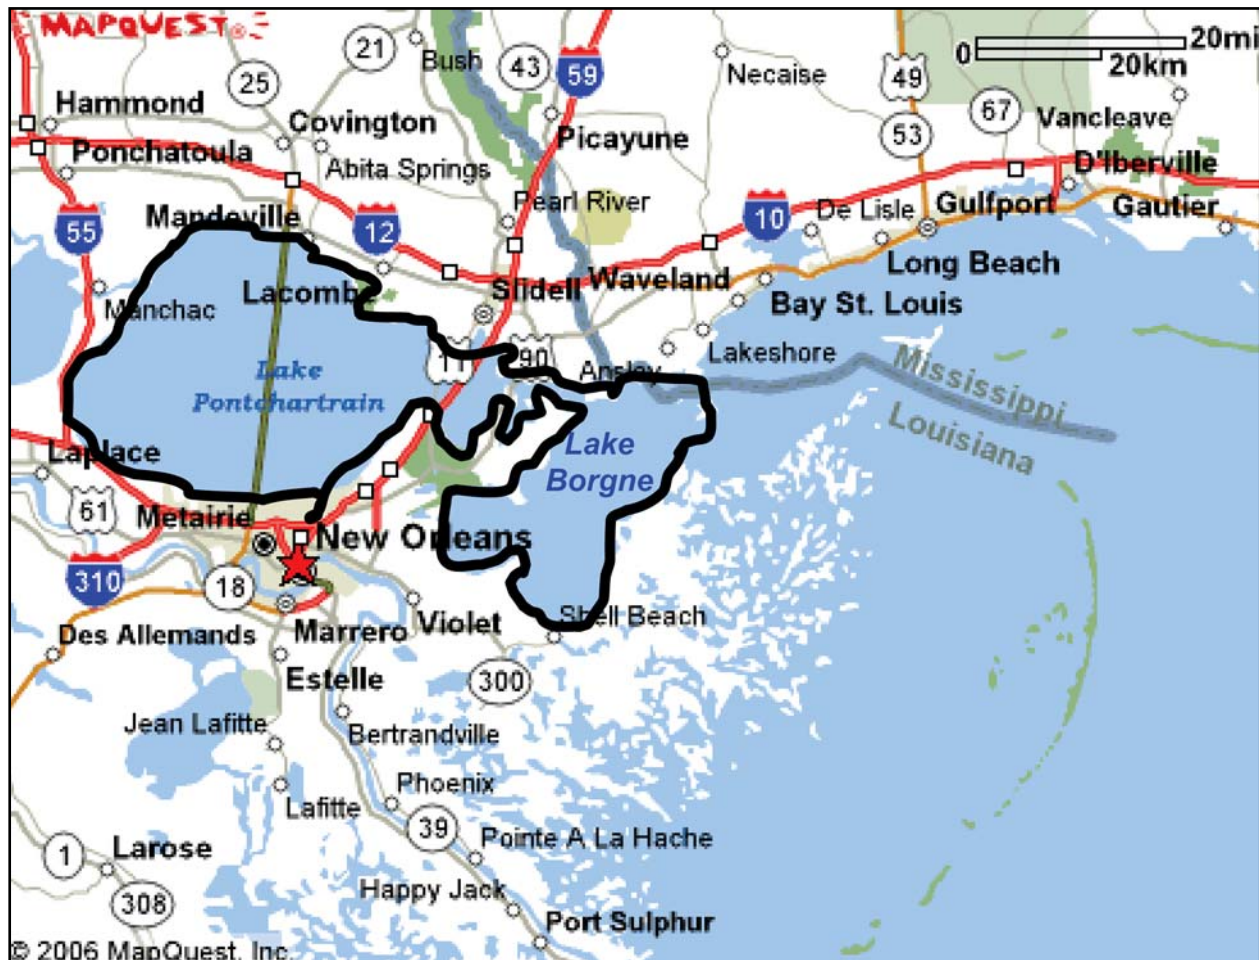 MAPQUEST
21
Bush
43
59
Necaise
49
20mi
0
20km
25
Hammond
Covington
Picayune
53
67
Vancleave
Ponchatoula
Abita Springs
D'Iberville
Mandeville
Pearl River
10
De Lisle
Gulfport
Gautier
55
12
Long Beach
Manchac
Lacombe
Slidell
Waveland
Bay St. Louis
11
90
Ansley
Lakeshore
Mississippi
Lake
Pontchartrain
Louisiana
Lake
Borgne
Laplace
61
Metairie
New Orleans
310
18
Violet
Shell Beach
Des Allemands
Marrero
Estelle
300
Jean Lafitte
Bertrandville
Lafitte
Phoenix
39
Pointe A La Hache
1
Larose
Happy Jack
308
Port Sulphur
© 2006 MapQuest, Inc.